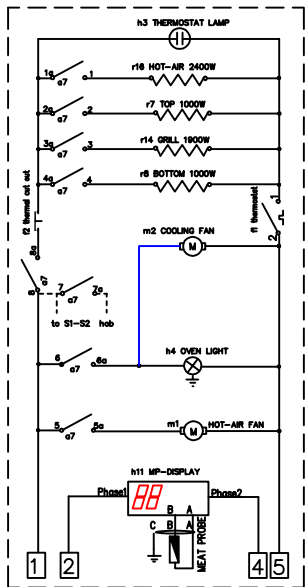 h3 THERMOSTAT LAMP
r16 HOT-AIR 2400W
1a a7 1
r7 TOP 1000W
2a a7 2
r14 GRILL 1900W
3a a7 3
r6 BOTTOM 1000W
4a a7 4
f2 thermal cut out
f1 thermostat
1
2
m2 COOLING FAN
M
8a
a7
8
7 a7 7a
to S1-S2 hob
h4 OVEN LIGHT
6 a7 6a
5 a7 5a
m1 M HOT-AIR FAN
h11 MP-DISPLAY
Phase1 88 Phase2
B A
C B A
MEAT PROBE
1 2 4 5